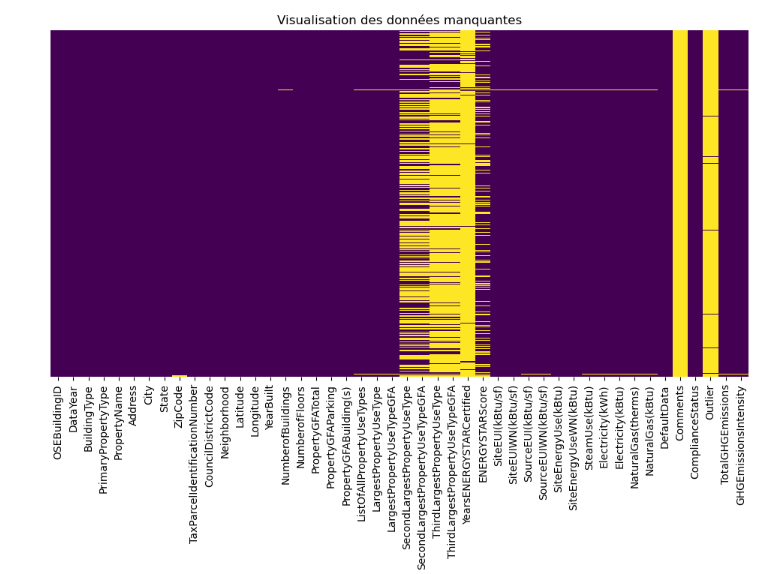 Visualisation des données manquantes
OSEBuildingID
DataYear
BuildingType
PrimaryPropertyType
PropertyName
Address
City
State
ZipCode
TaxParcelIdentificationNumber
CouncilDistrictCode
Neighborhood
Latitude
Longitude
YearBuilt
NumberofBuildings
NumberofFloors
PropertyGFATotal
PropertyGFAParking
PropertyGFABuilding(s)
ListOfAllPropertyUseTypes
LargestPropertyUseType
LargestPropertyUseTypeGFA
SecondLargestPropertyUseType
SecondLargestPropertyUseTypeGFA
ThirdLargestPropertyUseType
ThirdLargestPropertyUseTypeGFA
YearsENERGYSTARCertified
ENERGYSTARScore
SiteEUI(kBtu/sf)
SiteEUIWN(kBtu/sf)
SourceEUI(kBtu/sf)
SourceEUIWN(kBtu/sf)
SiteEnergyUse(kBtu)
SiteEnergyUseWN(kBtu)
SteamUse(kBtu)
Electricity(kWh)
Electricity(kBtu)
NaturalGas(therms)
NaturalGas(kBtu)
DefaultData
Comments
ComplianceStatus
Outlier
TotalGHGEmissions
GHGEmissionsIntensity